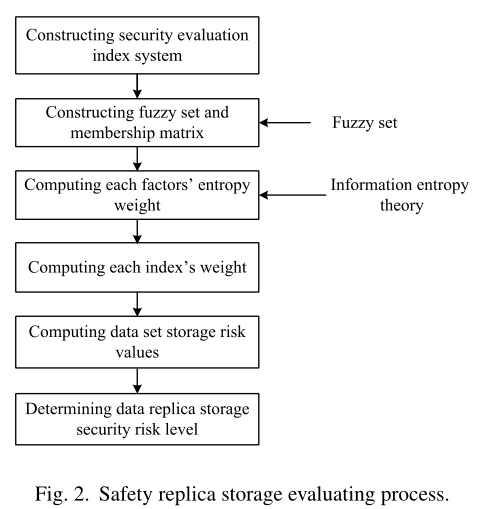 Constructing security evaluation
index system
Constructing fuzzy set and
membership matrix
Fuzzy set
Computing each factors' entropy
weight
Information entropy
theory
Computing each index's weight
Computing data set storage risk
values
Determining data replica storage
security risk level
Fig. 2. Safety replica storage evaluating process.